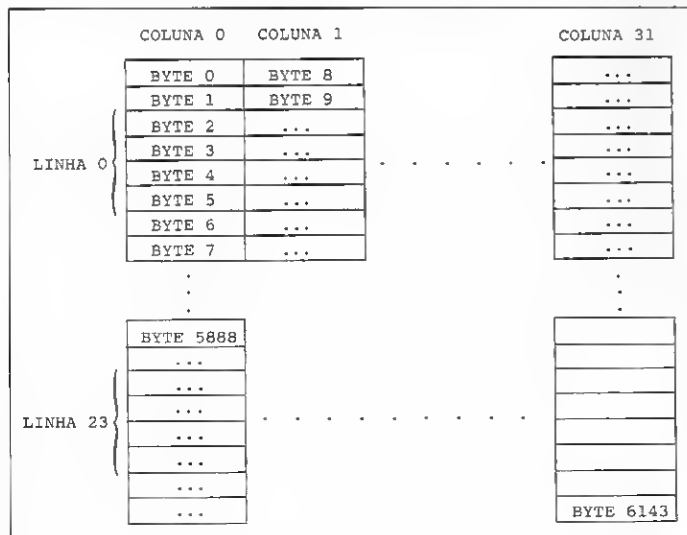 COLUNA 0 COLUNA 1 COLUNA 31
BYTE 0 BYTE 8 ...
BYTE 1 BYTE 9 ...
BYTE 2 ... ...
BYTE 3 ... ...
LINHA 0 BYTE 4 ... . . . . . . ...
BYTE 5 ... ...
BYTE 6 ... ...
BYTE 7 ... ...
BYTE 5888
...
...
...
LINHA 23 ... . . . . . . . . . .
...
...
... BYTE 6143